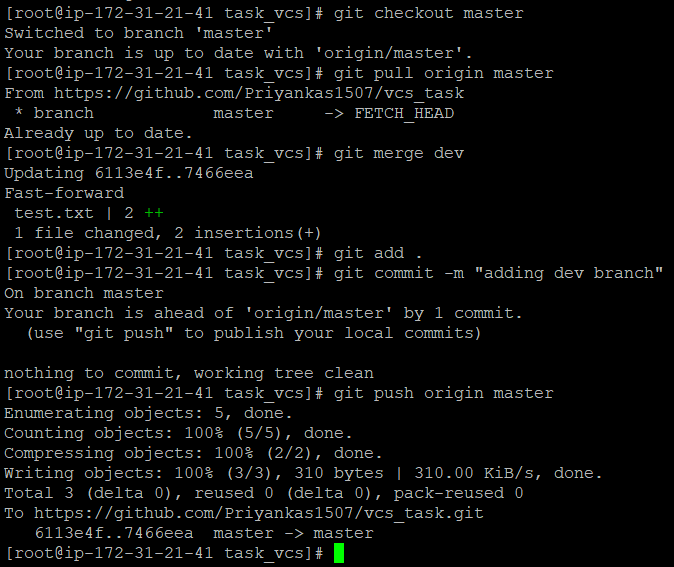 [root@ip-172-31-21-41 task_vcs]# git checkout master
Switched to branch 'master'
Your branch is up to date with 'origin/master'.
[root@ip-172-31-21-41 task_vcs]# git pull origin master
From https://github.com/Priyankas1507/vcs_task
 * branch            master     -> FETCH_HEAD
Already up to date.
[root@ip-172-31-21-41 task_vcs]# git merge dev
Updating 6113e4f..7466eea
Fast-forward
 test.txt | 2 ++
 1 file changed, 2 insertions(+)
[root@ip-172-31-21-41 task_vcs]# git add .
[root@ip-172-31-21-41 task_vcs]# git commit -m "adding dev branch"
On branch master
Your branch is ahead of 'origin/master' by 1 commit.
  (use "git push" to publish your local commits)

nothing to commit, working tree clean
[root@ip-172-31-21-41 task_vcs]# git push origin master
Enumerating objects: 5, done.
Counting objects: 100% (5/5), done.
Compressing objects: 100% (2/2), done.
Writing objects: 100% (3/3), 310 bytes | 310.00 KiB/s, done.
Total 3 (delta 0), reused 0 (delta 0), pack-reused 0
To https://github.com/Priyankas1507/vcs_task.git
   6113e4f..7466eea  master -> master
[root@ip-172-31-21-41 task_vcs]#